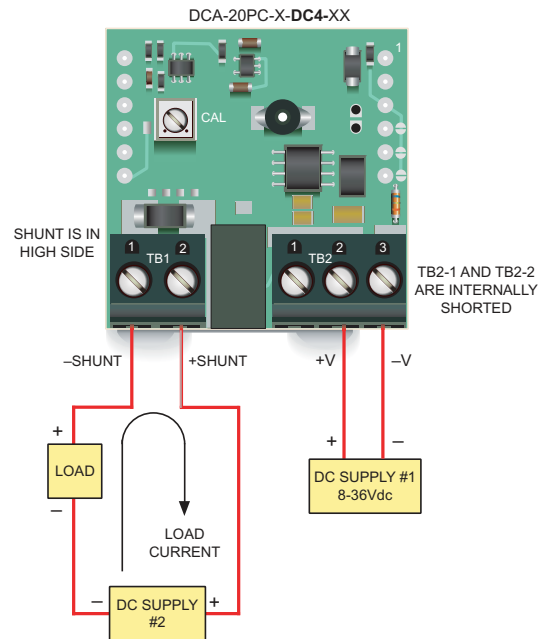 DCA-20PC-X-DC4-XX
1
CAL
SHUNT IS IN
HIGH SIDE
1 2
TB1
1 2 3
TB2
TB2-1 AND TB2-2
ARE INTERNALLY
SHORTED
–SHUNT +SHUNT
+V –V
+
LOAD
–
LOAD
CURRENT
+ –
DC SUPPLY #1
8-36Vdc
– +
DC SUPPLY
#2